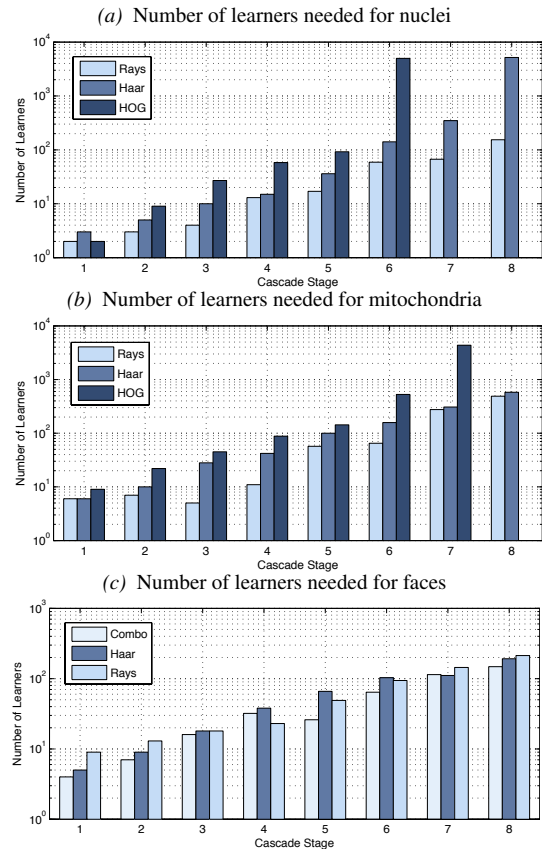 (a) Number of learners needed for nuclei
10^4
10^3
10^2
10^1
10^0
Number of Learners
Rays
Haar
HOG
1 2 3 4 5 6 7 8
Cascade Stage
(b) Number of learners needed for mitochondria
10^4
10^3
10^2
10^1
10^0
Number of Learners
Rays
Haar
HOG
1 2 3 4 5 6 7 8
Cascade Stage
(c) Number of learners needed for faces
10^3
10^2
10^1
10^0
Number of Learners
Combo
Haar
Rays
1 2 3 4 5 6 7 8
Cascade Stage